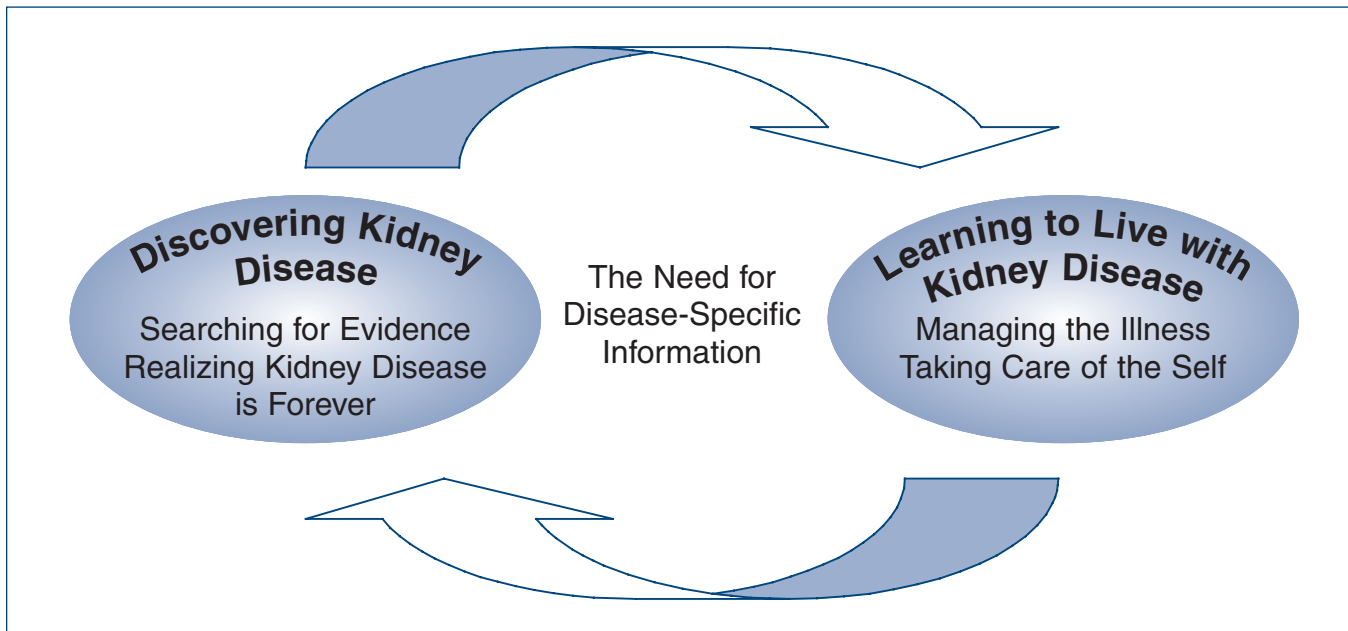 Discovering Kidney
Disease
Searching for Evidence
Realizing Kidney Disease
is Forever
The Need for
Disease-Specific
Information
Learning to Live with
Kidney Disease
Managing the Illness
Taking Care of the Self